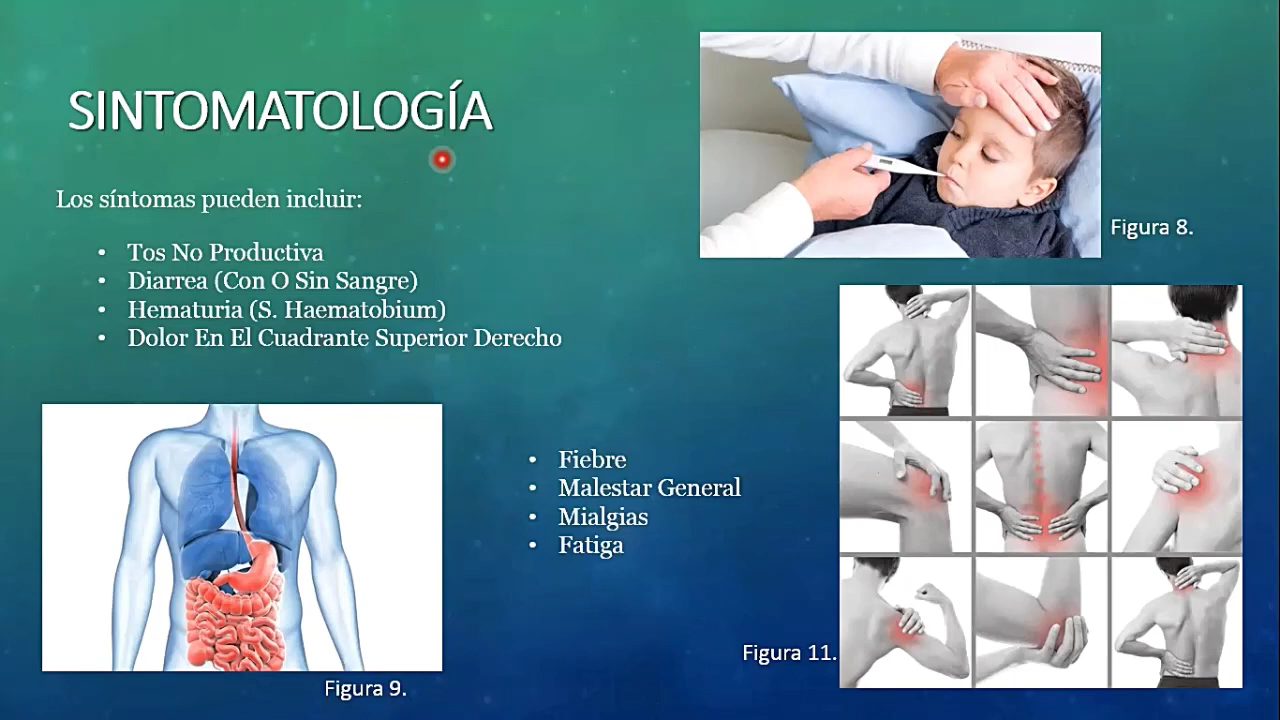 SINTOMATOLOGÍA
Los síntomas pueden incluir:
• Tos No Productiva
• Diarrea (Con O Sin Sangre)
• Hematuria (S. Haematobium)
• Dolor En El Cuadrante Superior Derecho
Figura 8.
• Fiebre
• Malestar General
• Mialgias
• Fatiga
Figura 11.
Figura 9.